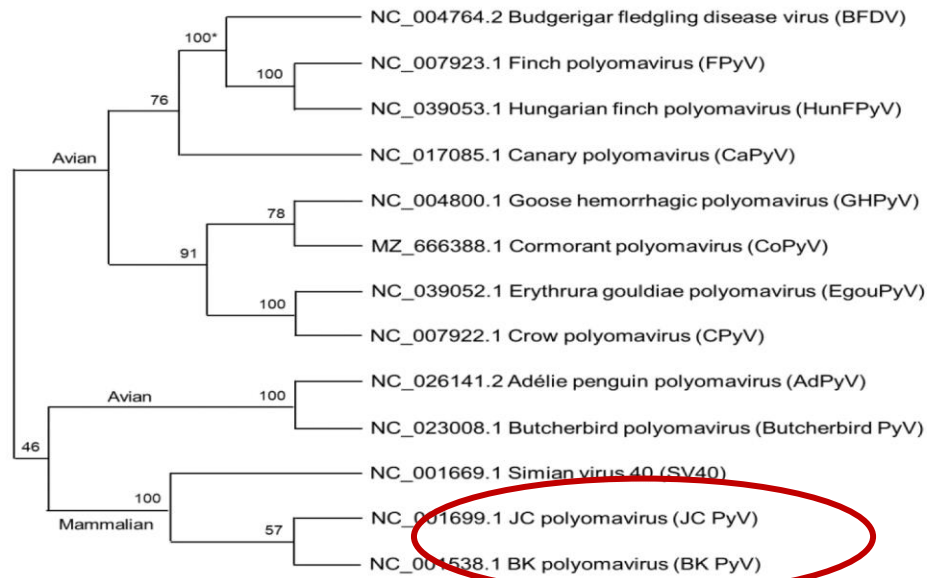 NC_004764.2 Budgerigar fledgling disease virus (BFDV)
100*
NC_007923.1 Finch polyomavirus (FPyV)
100
NC_039053.1 Hungarian finch polyomavirus (HunFPyV)
76
Avian
NC_017085.1 Canary polyomavirus (CaPyV)
NC_004800.1 Goose hemorrhagic polyomavirus (GHPyV)
78
MZ_666388.1 Cormorant polyomavirus (CoPyV)
91
NC_039052.1 Erythrura gouldiae polyomavirus (EgouPyV)
100
NC_007922.1 Crow polyomavirus (CPyV)
NC_026141.2 Adélie penguin polyomavirus (AdPyV)
Avian
100
NC_023008.1 Butcherbird polyomavirus (Butcherbird PyV)
46
NC_001669.1 Simian virus 40 (SV40)
100
Mammalian
NC_001699.1 JC polyomavirus (JC PyV)
57
NC_001538.1 BK polyomavirus (BK PyV)